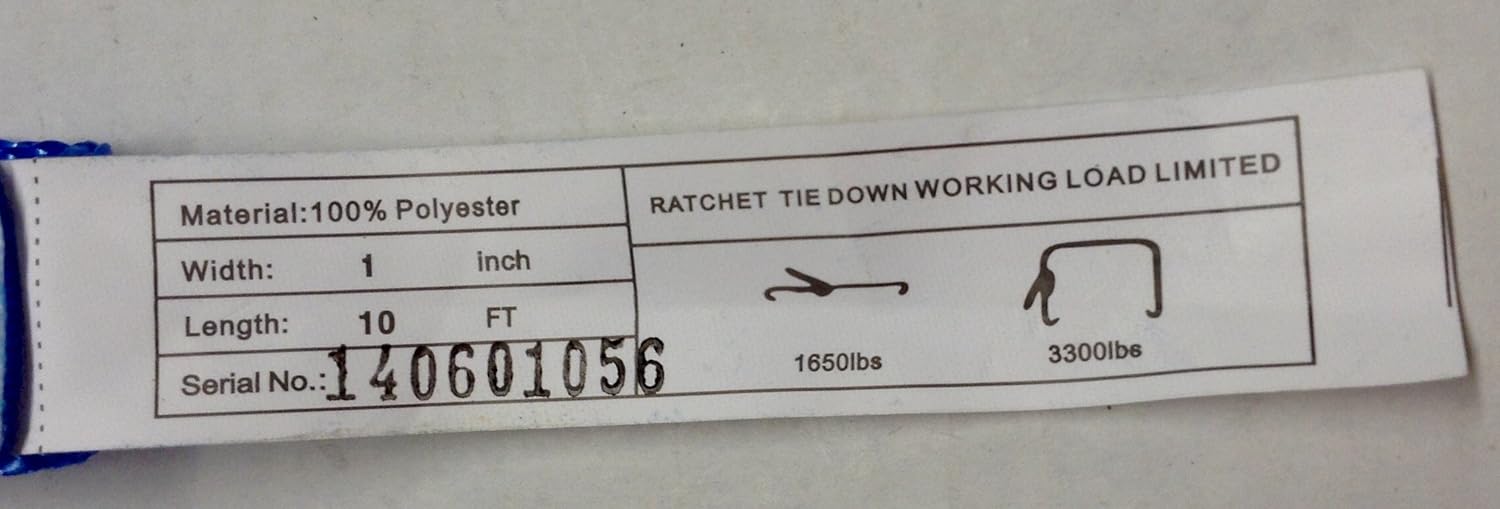 Material:100% Polyester
Width: 1 inch
Length: 10 FT
Serial No.:140601056
RATCHET TIE DOWN WORKING LOAD LIMITED
1650lbs
3300lbs